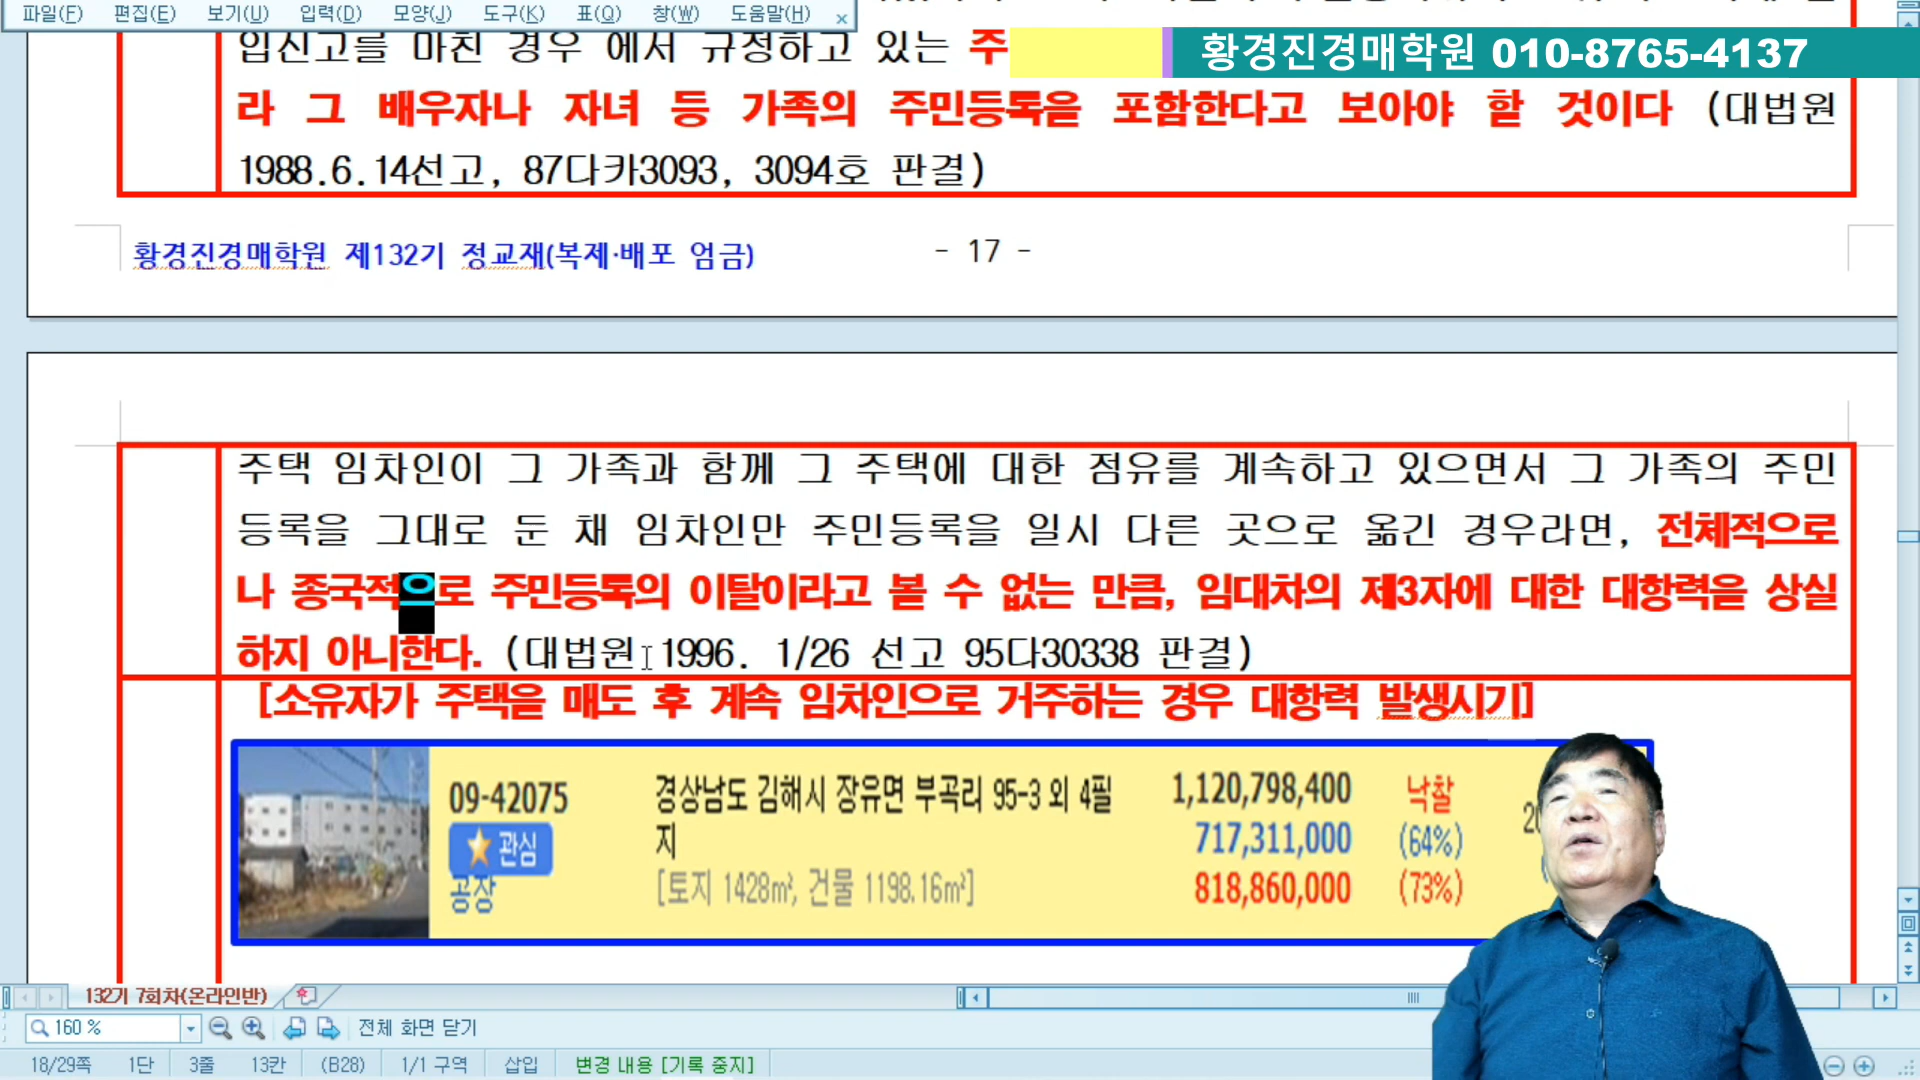 파일(F) 편집(E) 보기(U) 입력(D) 모양(J) 도구(K) 표(Q) 창(W) 도움말(H) x
황경진경매학원 010-8765-4137
입신고를 마친 경우 에서 규정하고 있는 주
라 그 배우자나 자녀 등 가족의 주민등록을 포함한다고 보아야 할 것이다 (대법원
1988.6.14선고, 87다카3093, 3094호 판결)
황경진경매학원 제132기 정교재(복제·배포 엄금)
- 17 -
주택 임차인이 그 가족과 함께 그 주택에 대한 점유를 계속하고 있으면서 그 가족의 주민
등록을 그대로 둔 채 임차인만 주민등록을 일시 다른 곳으로 옮긴 경우라면, 전체적으로
나 종국적으로 주민등록의 이탈이라고 볼 수 없는 만큼, 임대차의 제3자에 대한 대항력을 상실
하지 아니한다. (대법원 1996. 1/26 선고 95다30338 판결)
[소유자가 주택을 매도 후 계속 임차인으로 거주하는 경우 대항력 발생시기]
09-42075 경상남도 김해시 장유면 부곡리 95-3 외 4필 1,120,798,400 낙찰
관심 지 717,311,000 (64%)
공장 [토지 1428㎡, 건물 1198.16㎡] 818,860,000 (73%)
132기 7회차(온라인반)
160 % 전체 화면 닫기
18/29쪽 1단 3줄 13칸 (B28) 1/1 구역 삽입 변경 내용 [기록 중지]